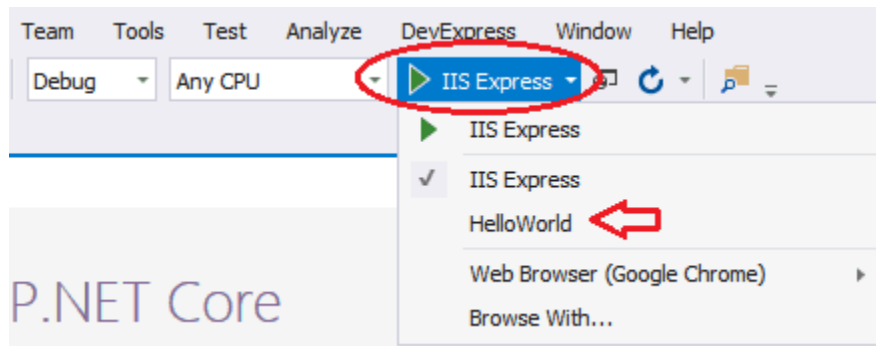 Team Tools Test Analyze DevExpress Window Help
Debug Any CPU IIS Express
IIS Express
IIS Express
HelloWorld
Web Browser (Google Chrome)
Browse With...
P.NET Core